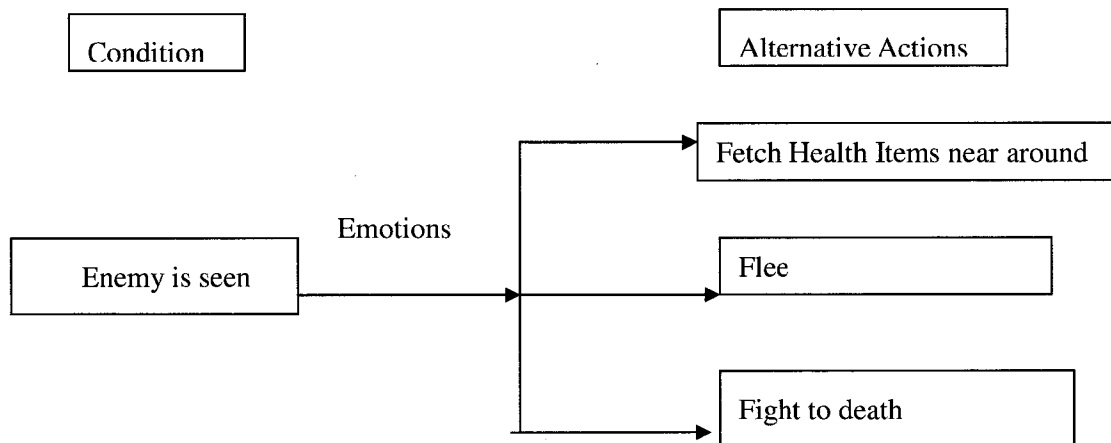 Condition
Alternative Actions
Fetch Health Items near around
Emotions
Enemy is seen
Flee
Fight to death